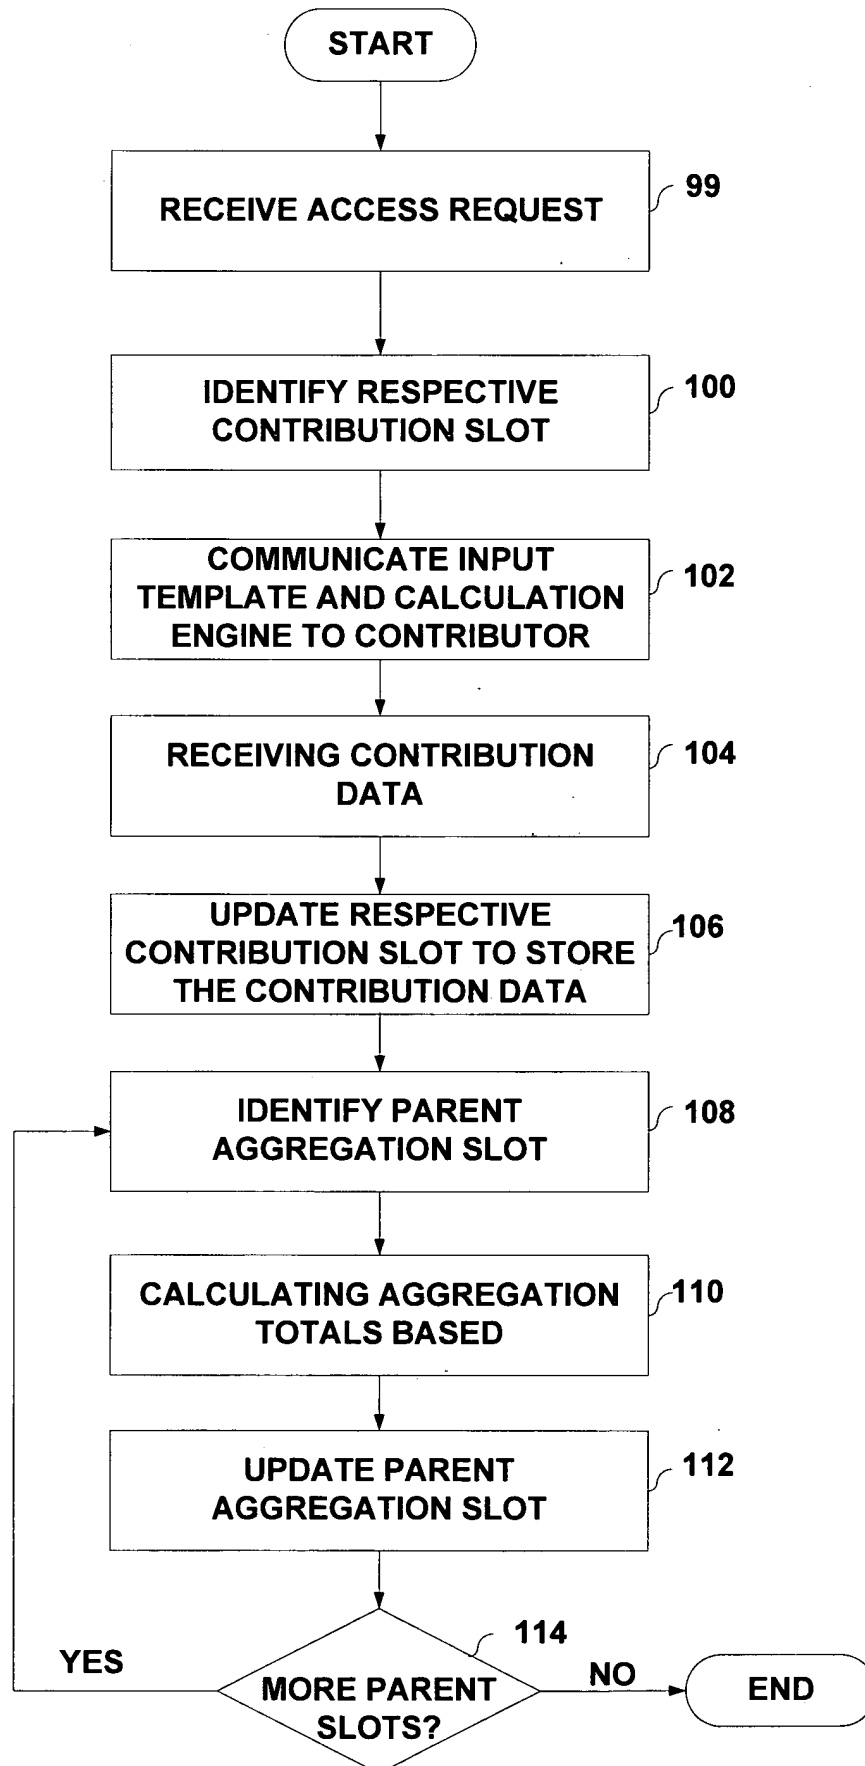 START
RECEIVE ACCESS REQUEST
99
IDENTIFY RESPECTIVE
CONTRIBUTION SLOT
100
COMMUNICATE INPUT
TEMPLATE AND CALCULATION
ENGINE TO CONTRIBUTOR
102
RECEIVING CONTRIBUTION
DATA
104
UPDATE RESPECTIVE
CONTRIBUTION SLOT TO STORE
THE CONTRIBUTION DATA
106
IDENTIFY PARENT
AGGREGATION SLOT
108
CALCULATING AGGREGATION
TOTALS BASED
110
UPDATE PARENT
AGGREGATION SLOT
112
114
YES
MORE PARENT
SLOTS?
NO
END